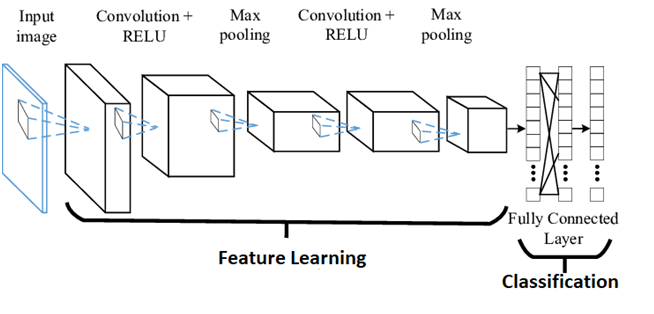 Input
image
Convolution +
RELU
Max
pooling
Convolution +
RELU
Max
pooling
Fully Connected
Layer
Feature Learning
Classification